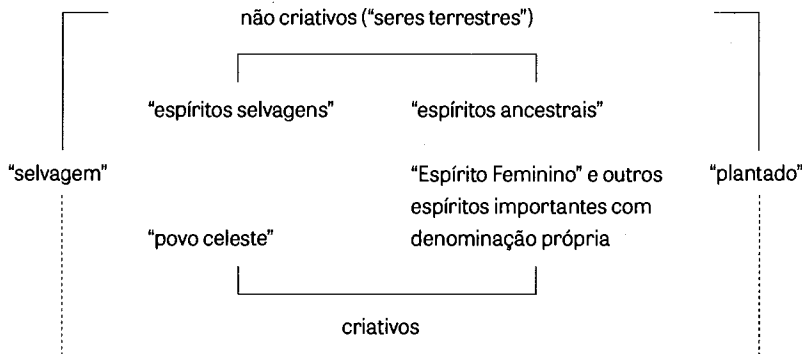 não criativos (“seres terrestres”)
“espíritos selvagens” “espíritos ancestrais”
“selvagem” “Espírito Feminino” e outros “plantado”
espíritos importantes com
“povo celeste” denominação própria
criativos